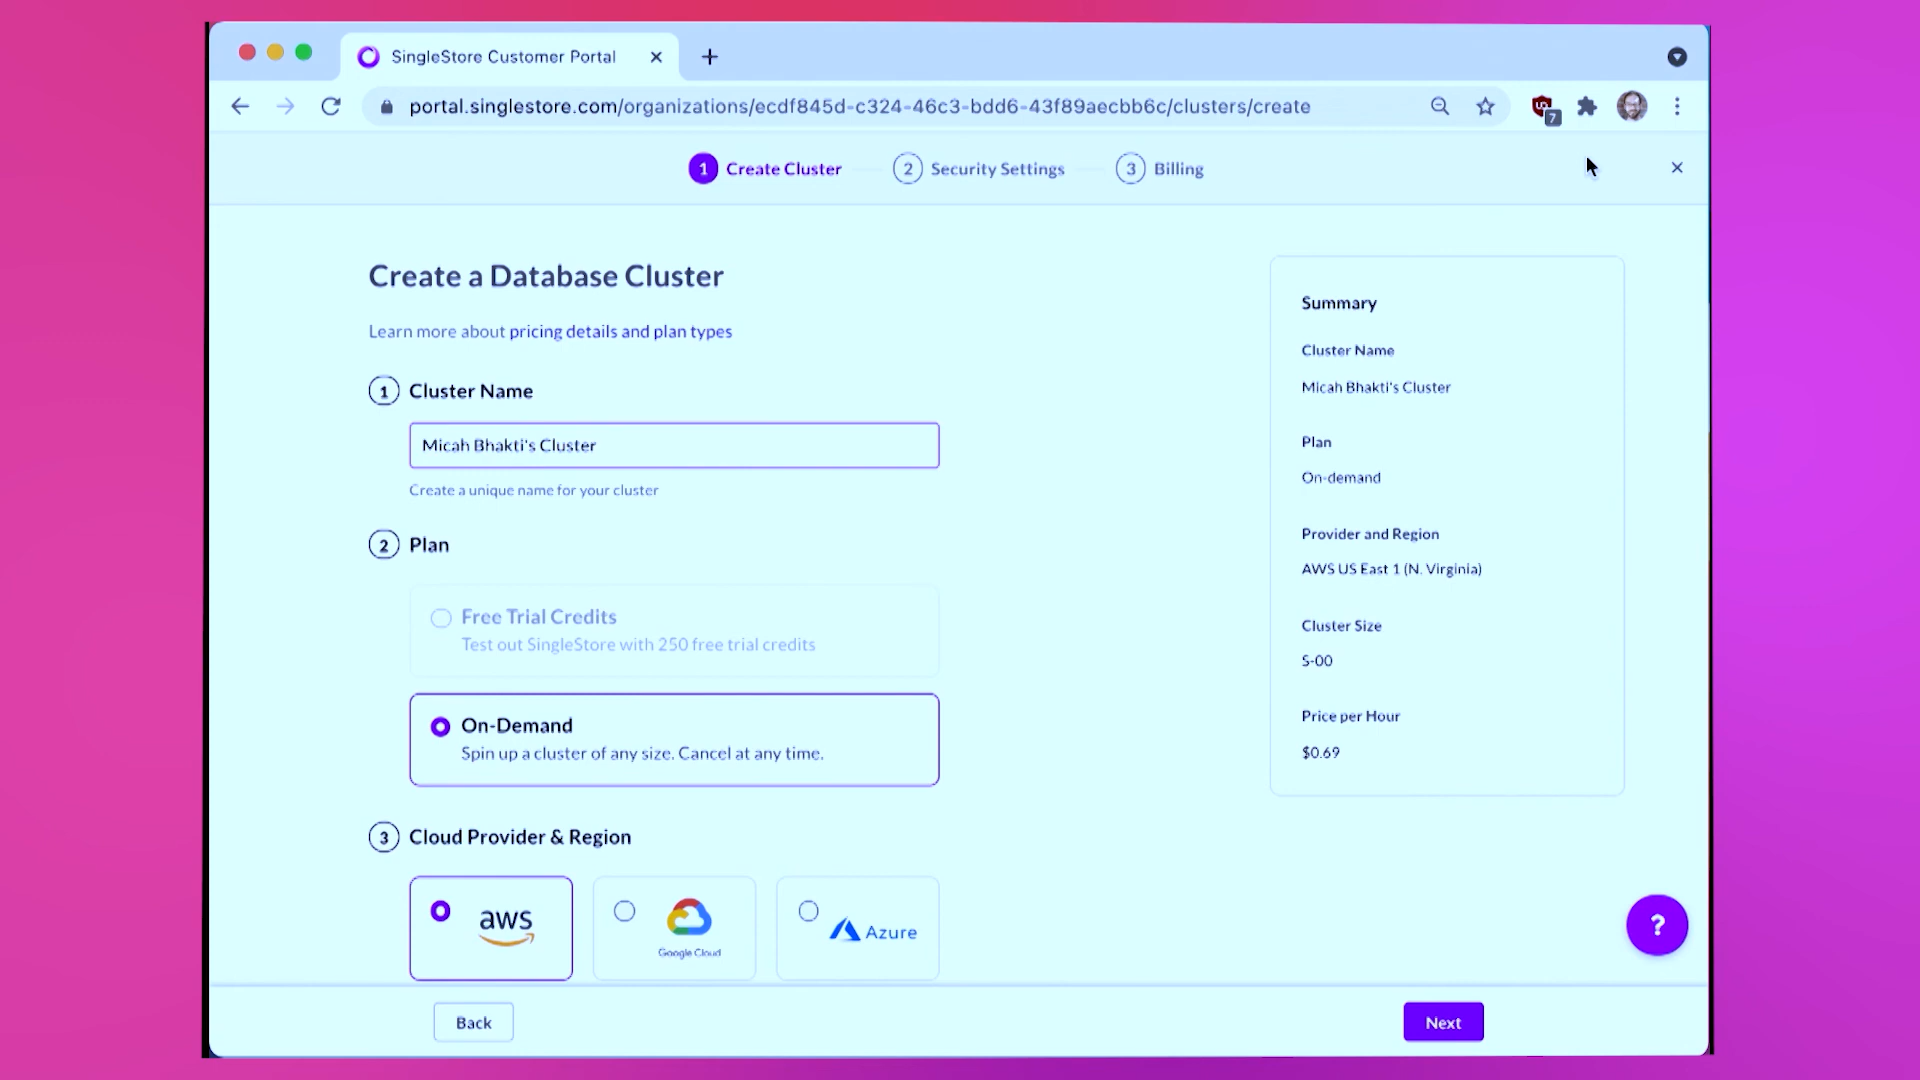 SingleStore Customer Portal
portal.singlestore.com/organizations/ecdf845d-c324-46c3-bdd6-43f89aecbb6c/clusters/create
7
1 Create Cluster
2 Security Settings
3 Billing
Create a Database Cluster
Learn more about pricing details and plan types
1 Cluster Name
Micah Bhakti's Cluster
Create a unique name for your cluster
2 Plan
Free Trial Credits
Test out SingleStore with 250 free trial credits
On-Demand
Spin up a cluster of any size. Cancel at any time.
3 Cloud Provider & Region
aws
Google Cloud
Azure
Summary
Cluster Name
Micah Bhakti's Cluster
Plan
On-demand
Provider and Region
AWS US East 1 (N. Virginia)
Cluster Size
S-00
Price per Hour
$0.69
?
Back
Next